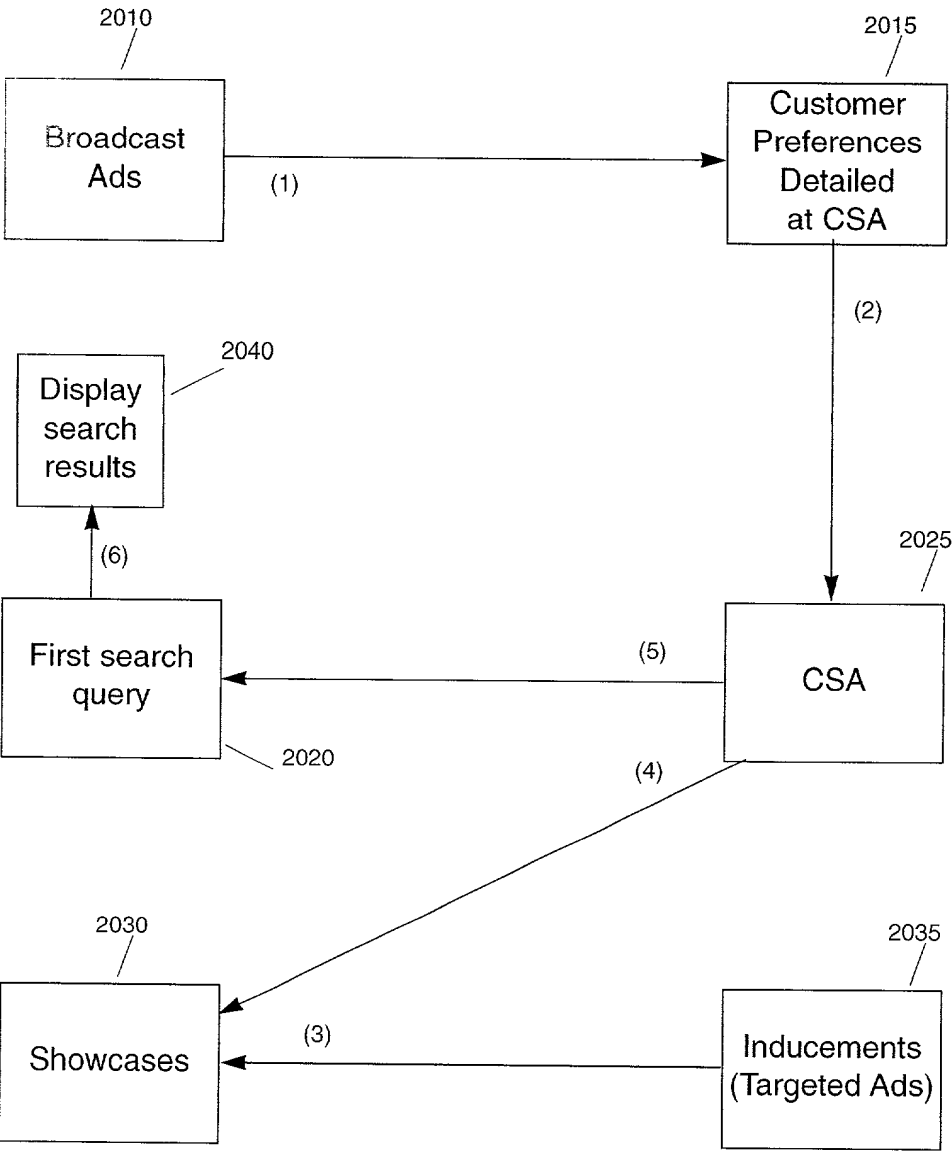 2010
2015
Broadcast
Ads
Customer
Preferences
Detailed
at CSA
(1)
(2)
2040
Display
search
results
(6)
2025
First search
query
(5)
CSA
2020
(4)
2030
2035
Showcases
(3)
Inducements
(Targeted Ads)